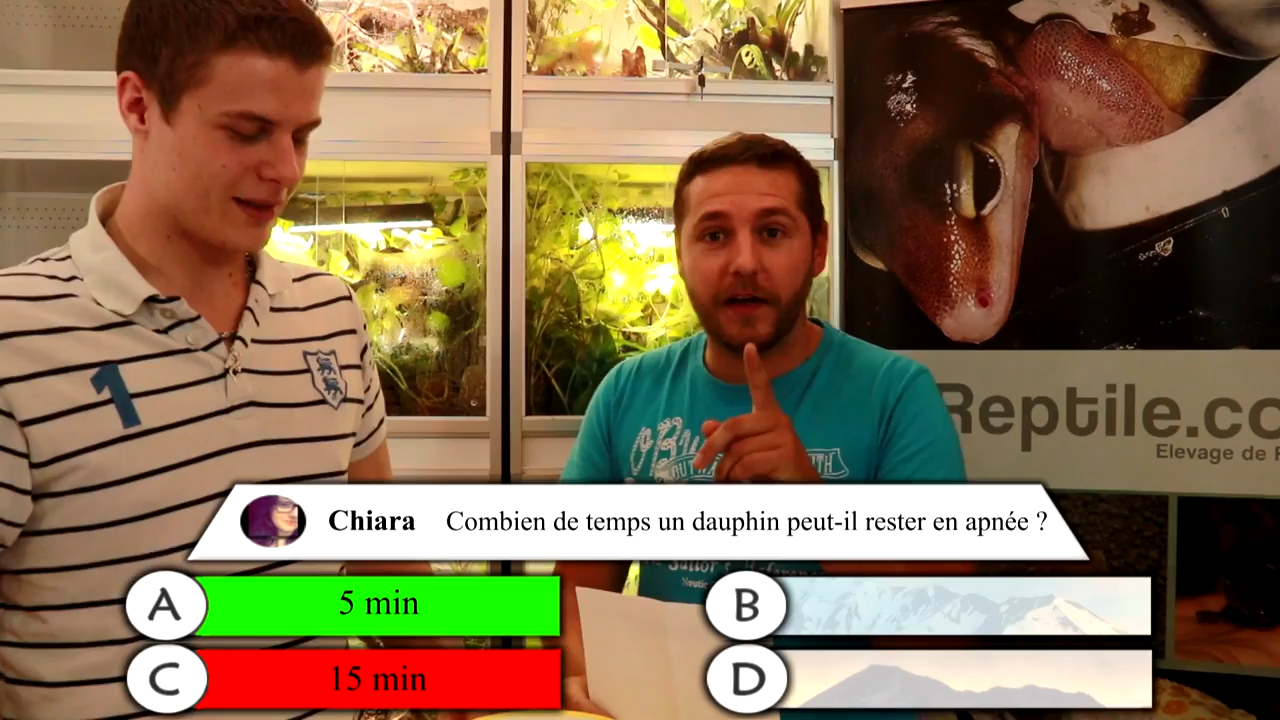 1
Reptile.co
Elevage de
Chiara Combien de temps un dauphin peut-il rester en apnée ?
A 5 min
B
C 15 min
D